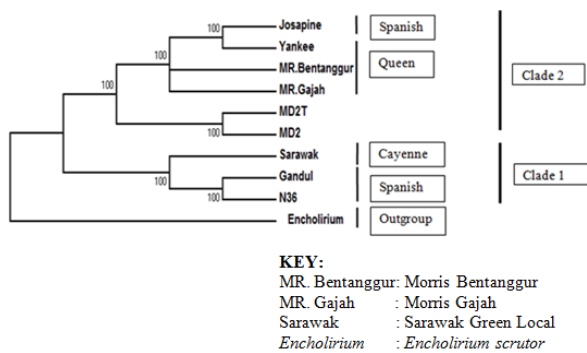 Josapine
Spanish
100
Yankee
100
MR.Bentanggur
Queen
Clade 2
100
MR.Gajah
MD2T
100
MD2
Sarawak
Cayenne
100
Gandul
Clade 1
Spanish
100
N36
Encholirium
Outgroup
KEY:
MR. Bentanggur: Morris Bentanggur
MR. Gajah : Morris Gajah
Sarawak : Sarawak Green Local
Encholirium : Encholirium scrutor